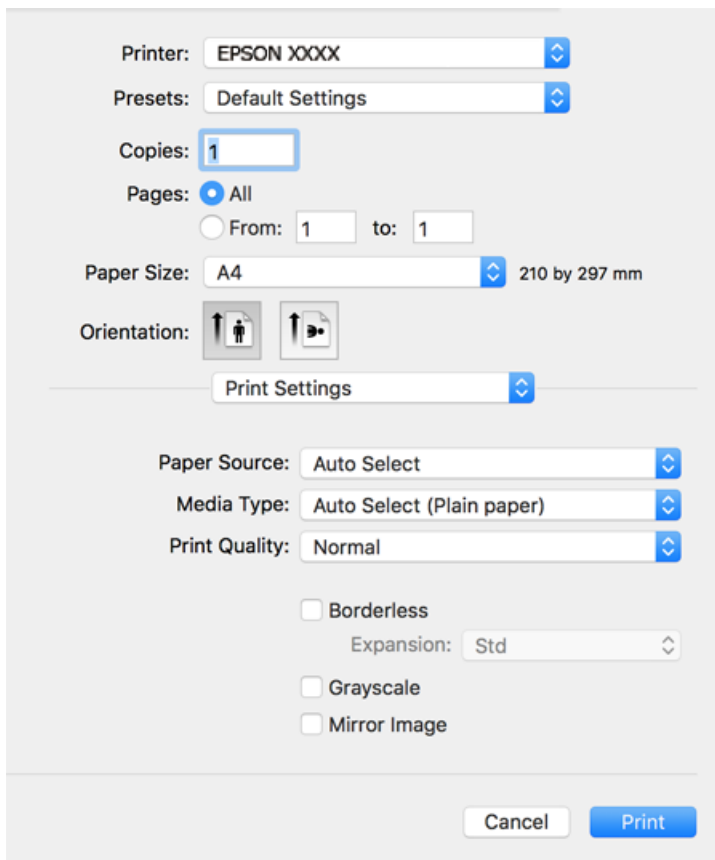 Printer: EPSON XXXX
Presets: Default Settings
Copies: 1
Pages: All
From: 1 to: 1
Paper Size: A4 210 by 297 mm
Orientation:
Print Settings
Paper Source: Auto Select
Media Type: Auto Select (Plain paper)
Print Quality: Normal
Borderless
Expansion: Std
Grayscale
Mirror Image
Cancel Print